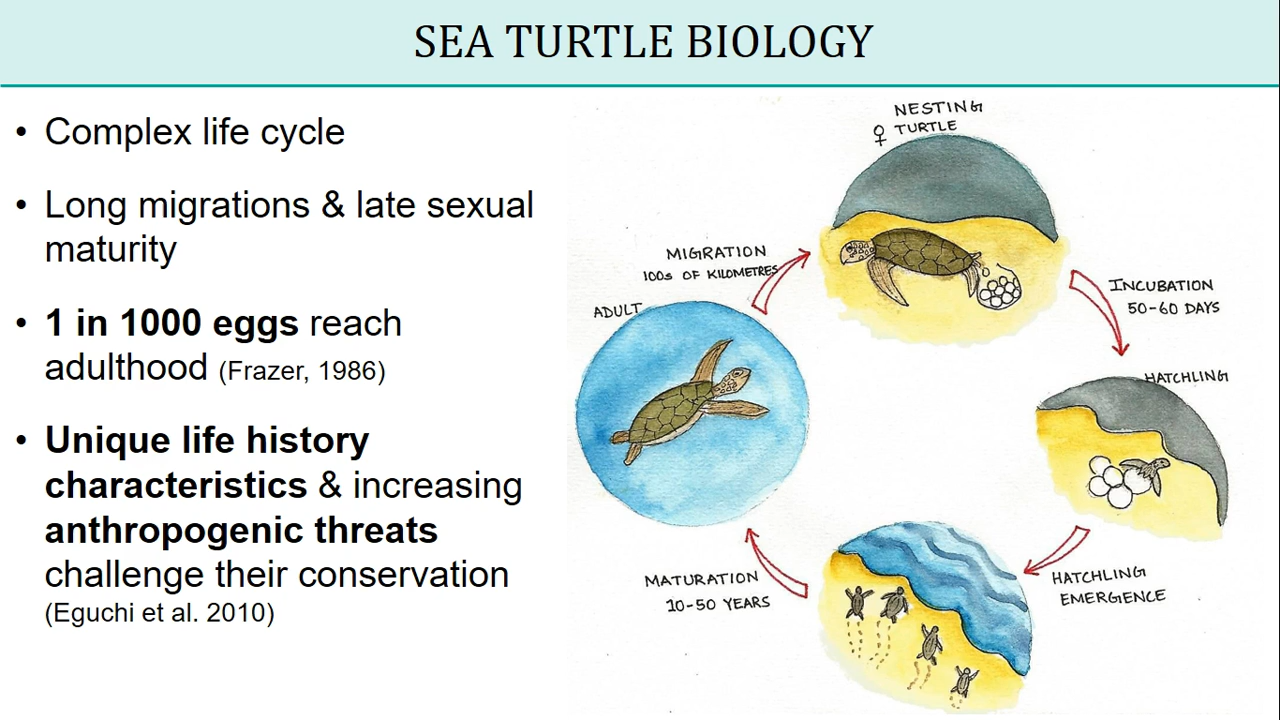 SEA TURTLE BIOLOGY
• Complex life cycle
• Long migrations & late sexual
maturity
• 1 in 1000 eggs reach
adulthood (Frazer, 1986)
• Unique life history
characteristics & increasing
anthropogenic threats
challenge their conservation
(Eguchi et al. 2010)
NESTING
♀ TURTLE
MIGRATION
100s OF KILOMETRES
ADULT
INCUBATION
50-60 DAYS
HATCHLING
HATCHLING
EMERGENCE
MATURATION
10-50 YEARS